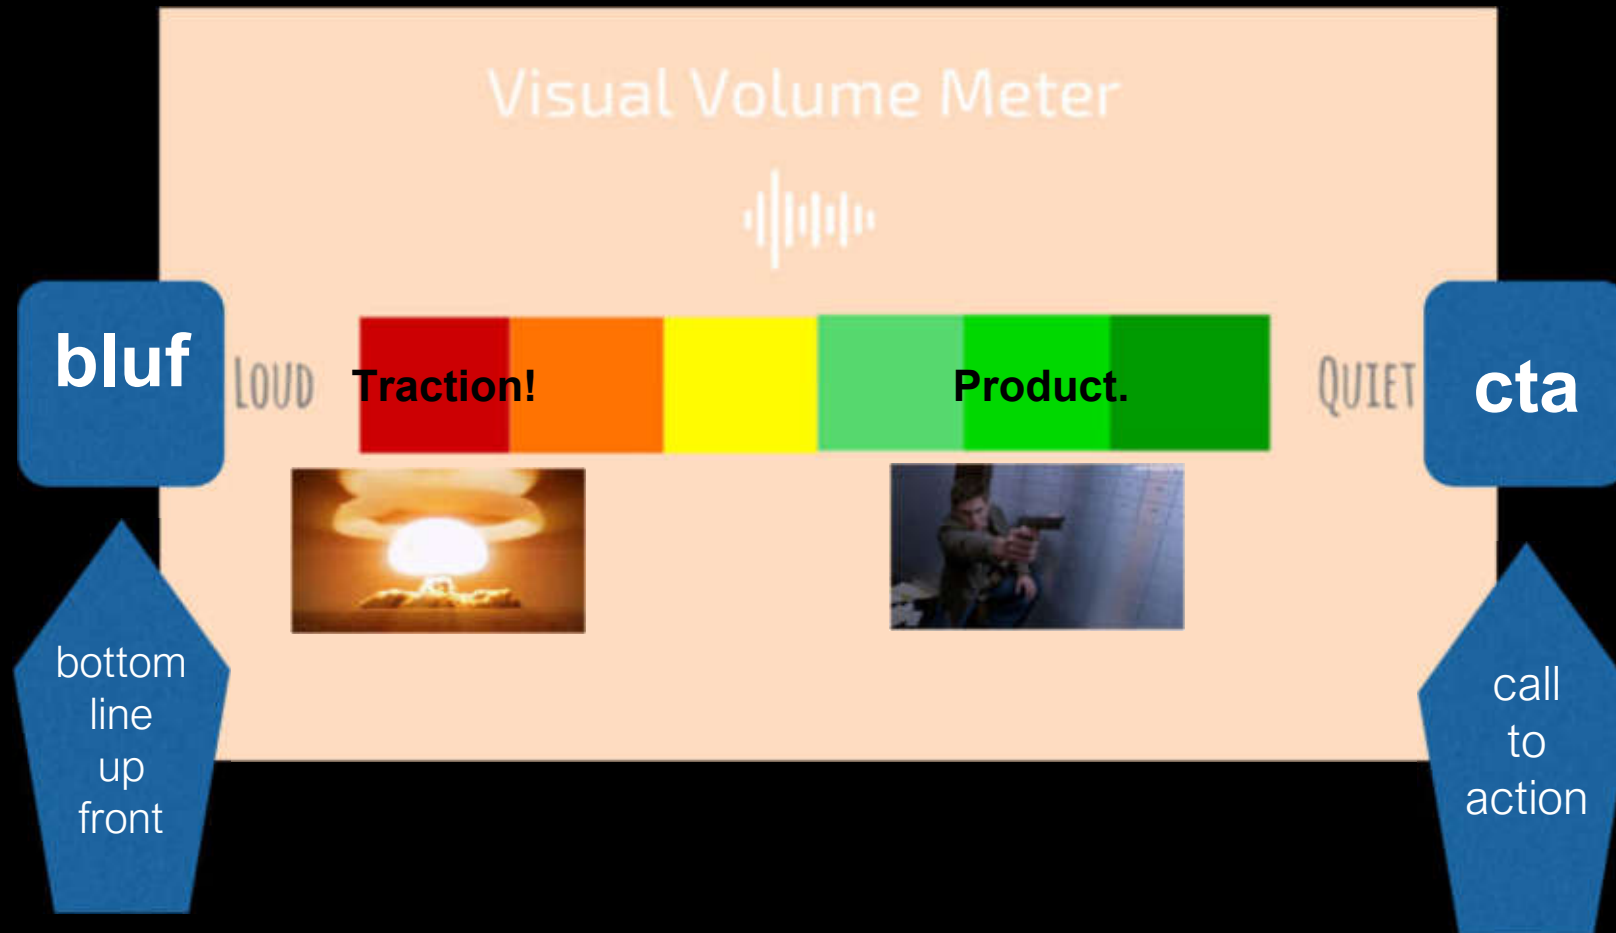 Visual Volume Meter
bluf
LOUD
Traction!
Product.
QUIET
cta
bottom
line
up
front
call
to
action